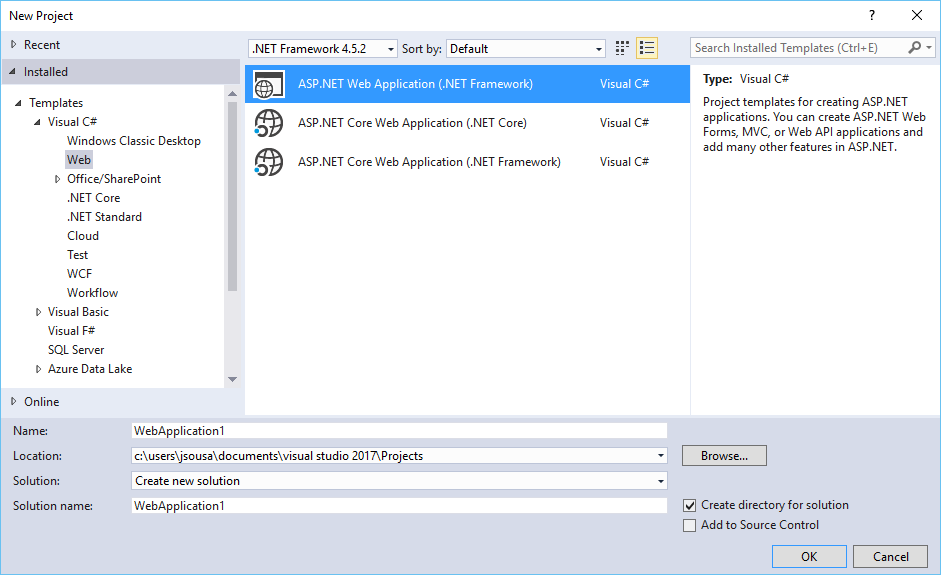 New Project
?
Recent
.NET Framework 4.5.2 Sort by: Default
Search Installed Templates (Ctrl+E)
Installed
Templates
Visual C#
Windows Classic Desktop
Web
Office/SharePoint
.NET Core
.NET Standard
Cloud
Test
WCF
Workflow
Visual Basic
Visual F#
SQL Server
Azure Data Lake
Online
ASP.NET Web Application (.NET Framework) Visual C#
ASP.NET Core Web Application (.NET Core) Visual C#
ASP.NET Core Web Application (.NET Framework) Visual C#
Type: Visual C#
Project templates for creating ASP.NET
applications. You can create ASP.NET Web
Forms, MVC, or Web API applications and
add many other features in ASP.NET.
Name: WebApplication1
Location: c:\users\jsousa\documents\visual studio 2017\Projects Browse...
Solution: Create new solution
Solution name: WebApplication1
Create directory for solution
Add to Source Control
OK Cancel